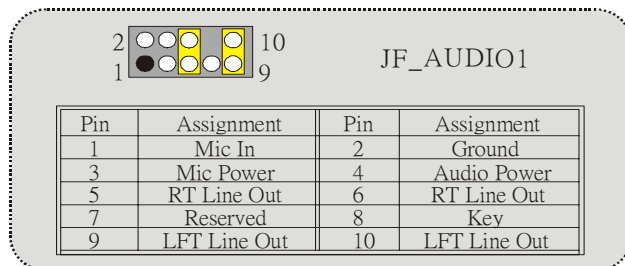 2 10
JF_AUDIO1
1 9
Pin Assignment Pin Assignment
1 Mic In 2 Ground
3 Mic Power 4 Audio Power
5 RT Line Out 6 RT Line Out
7 Reserved 8 Key
9 LFT Line Out 10 LFT Line Out